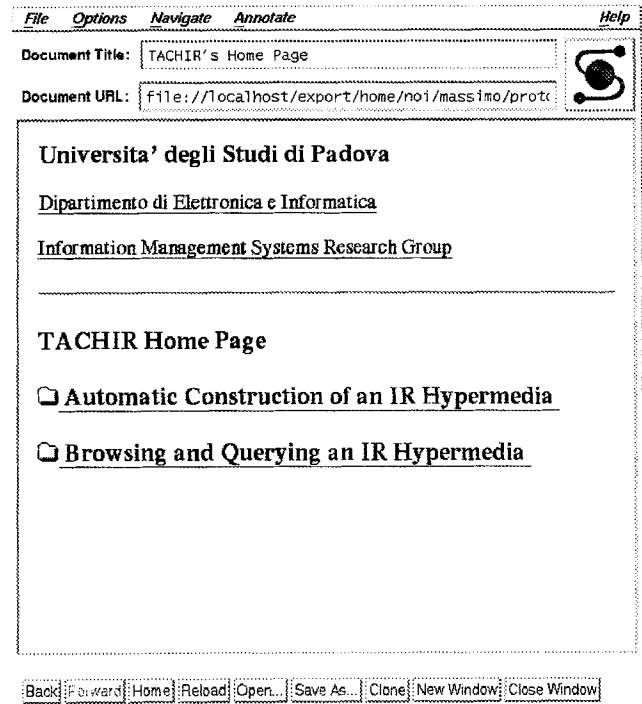 File Options Navigate Annotate Help
Document Title: TACHIR's Home Page
Document URL: file://localhost/export/home/noi/massimo/proto
Universita' degli Studi di Padova
Dipartimento di Elettronica e Informatica
Information Management Systems Research Group
TACHIR Home Page
Automatic Construction of an IR Hypermedia
Browsing and Querying an IR Hypermedia
Back Forward Home Reload Open... Save As... Clone New Window Close Window